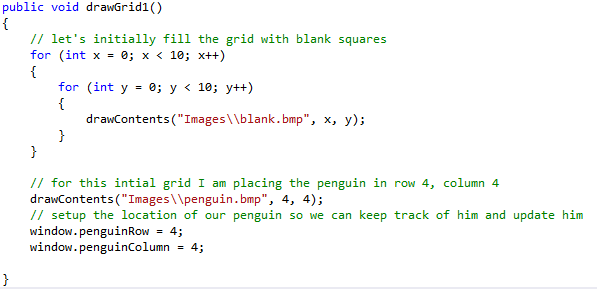 public void drawGrid1()
{
// let's initially fill the grid with blank squares
for (int x = 0; x < 10; x++)
{
for (int y = 0; y < 10; y++)
{
drawContents("Images\\blank.bmp", x, y);
}
}
// for this intial grid I am placing the penguin in row 4, column 4
drawContents("Images\\penguin.bmp", 4, 4);
// setup the location of our penguin so we can keep track of him and update him
window.penguinRow = 4;
window.penguinColumn = 4;
}